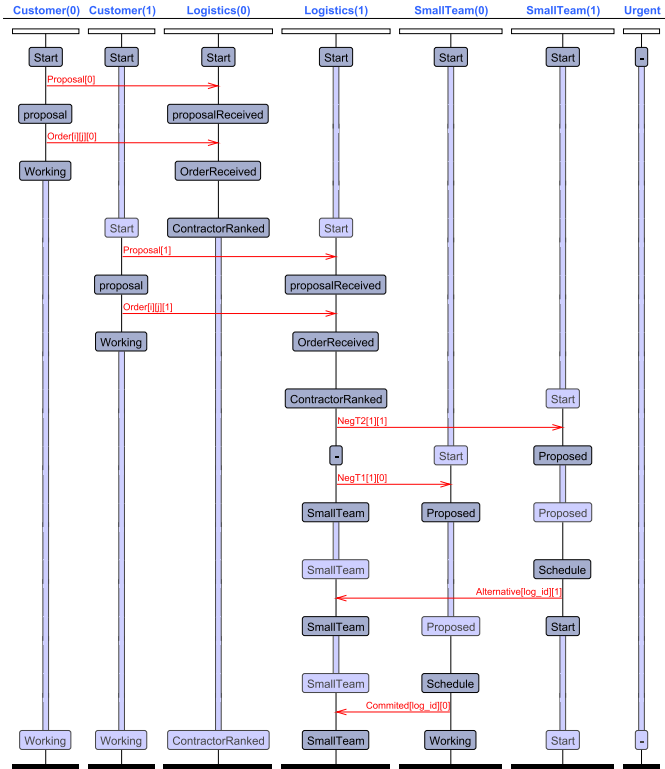 Customer(0) Customer(1) Logistics(0) Logistics(1) SmallTeam(0) SmallTeam(1) Urgent
Start Start Start Start Start Start -
Proposal[0]
proposal proposalReceived
Order[i][j][0]
Working OrderReceived
Start ContractorRanked Start
Proposal[1]
proposal proposalReceived
Order[i][j][1]
Working OrderReceived
ContractorRanked Start
NegT2[1][1]
- Start Proposed
NegT1[1][0]
SmallTeam Proposed Proposed
SmallTeam Schedule
Alternative[log_id][1]
SmallTeam Proposed Start
SmallTeam Schedule
Commited[log_id][0]
Working Working ContractorRanked SmallTeam Working Start -